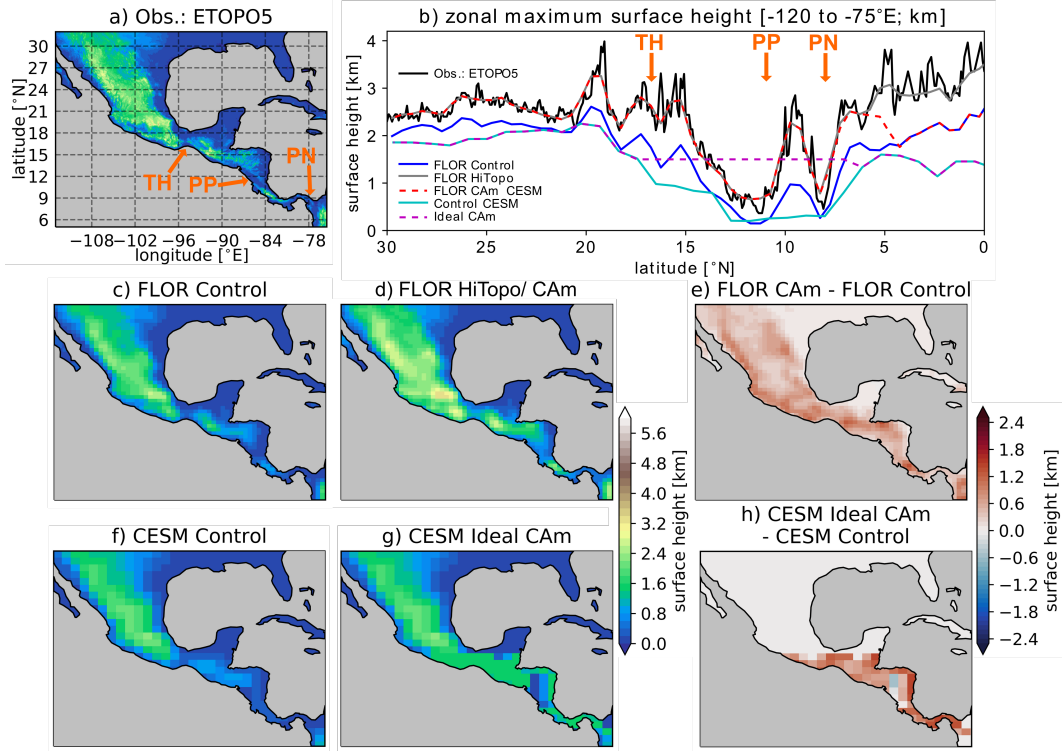 a) Obs.: ETOPO5
30
27
24
21
18
15
12
9
6
latitude [°N]
TH
PP
PN
−108
−102
−96
−90
−84
−78
longitude [°E]
b) zonal maximum surface height [-120 to -75°E; km]
4
3
2
1
0
surface height [km]
TH
PP
PN
Obs.: ETOPO5
FLOR Control
FLOR HiTopo
FLOR CAm CESM
Control CESM
Ideal CAm
30
25
20
15
10
5
0
latitude [°N]
c) FLOR Control
d) FLOR HiTopo/ CAm
e) FLOR CAm - FLOR Control
5.6
4.8
4.0
3.2
2.4
1.6
0.8
0.0
surface height [km]
2.4
1.8
1.2
0.6
0.0
−0.6
−1.2
−1.8
−2.4
surface height [km]
f) CESM Control
g) CESM Ideal CAm
h) CESM Ideal CAm
- CESM Control